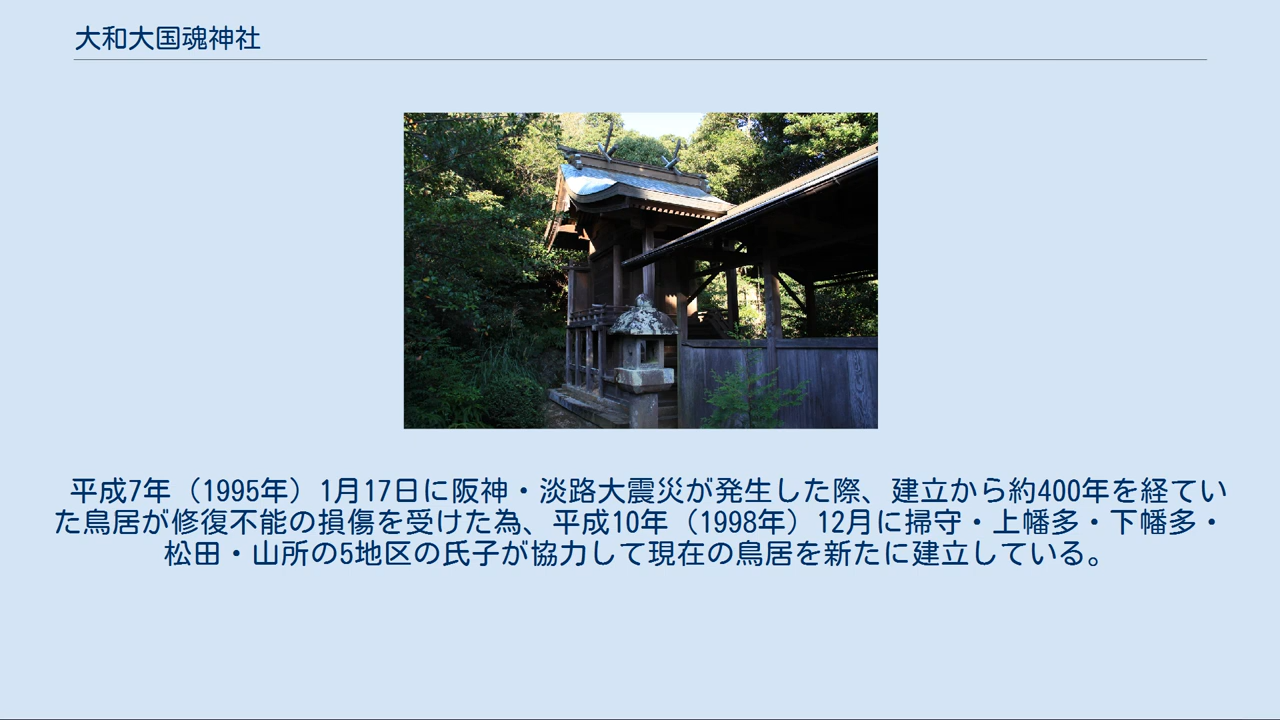 大和大国魂神社
平成7年（1995年）1月17日に阪神・淡路大震災が発生した際、建立から約400年を経てい
た鳥居が修復不能の損傷を受けた為、平成10年（1998年）12月に掃守・上幡多・下幡多・
松田・山所の5地区の氏子が協力して現在の鳥居を新たに建立している。